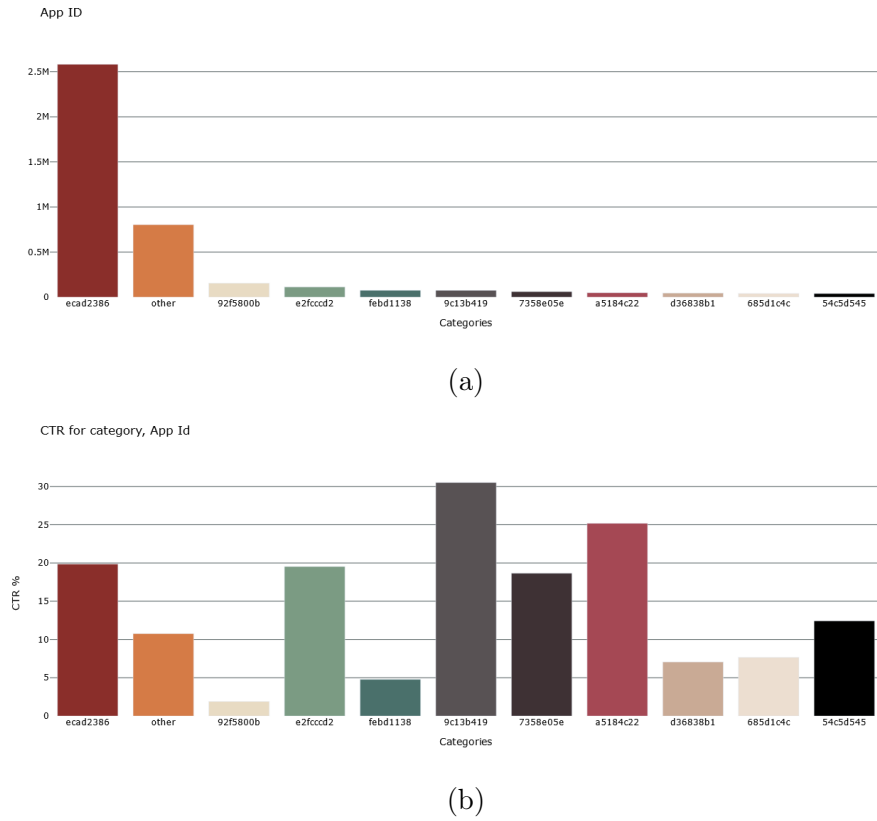 App ID
2.5M
2M
1.5M
1M
0.5M
0
ecad2386 other 92f5800b e2fcccd2 febd1138 9c13b419 7358e05e a5184c22 d36838b1 685d1c4c 54c5d545
Categories
(a)
CTR for category, App Id
30
25
20
15
10
5
0
CTR %
ecad2386 other 92f5800b e2fcccd2 febd1138 9c13b419 7358e05e a5184c22 d36838b1 685d1c4c 54c5d545
Categories
(b)